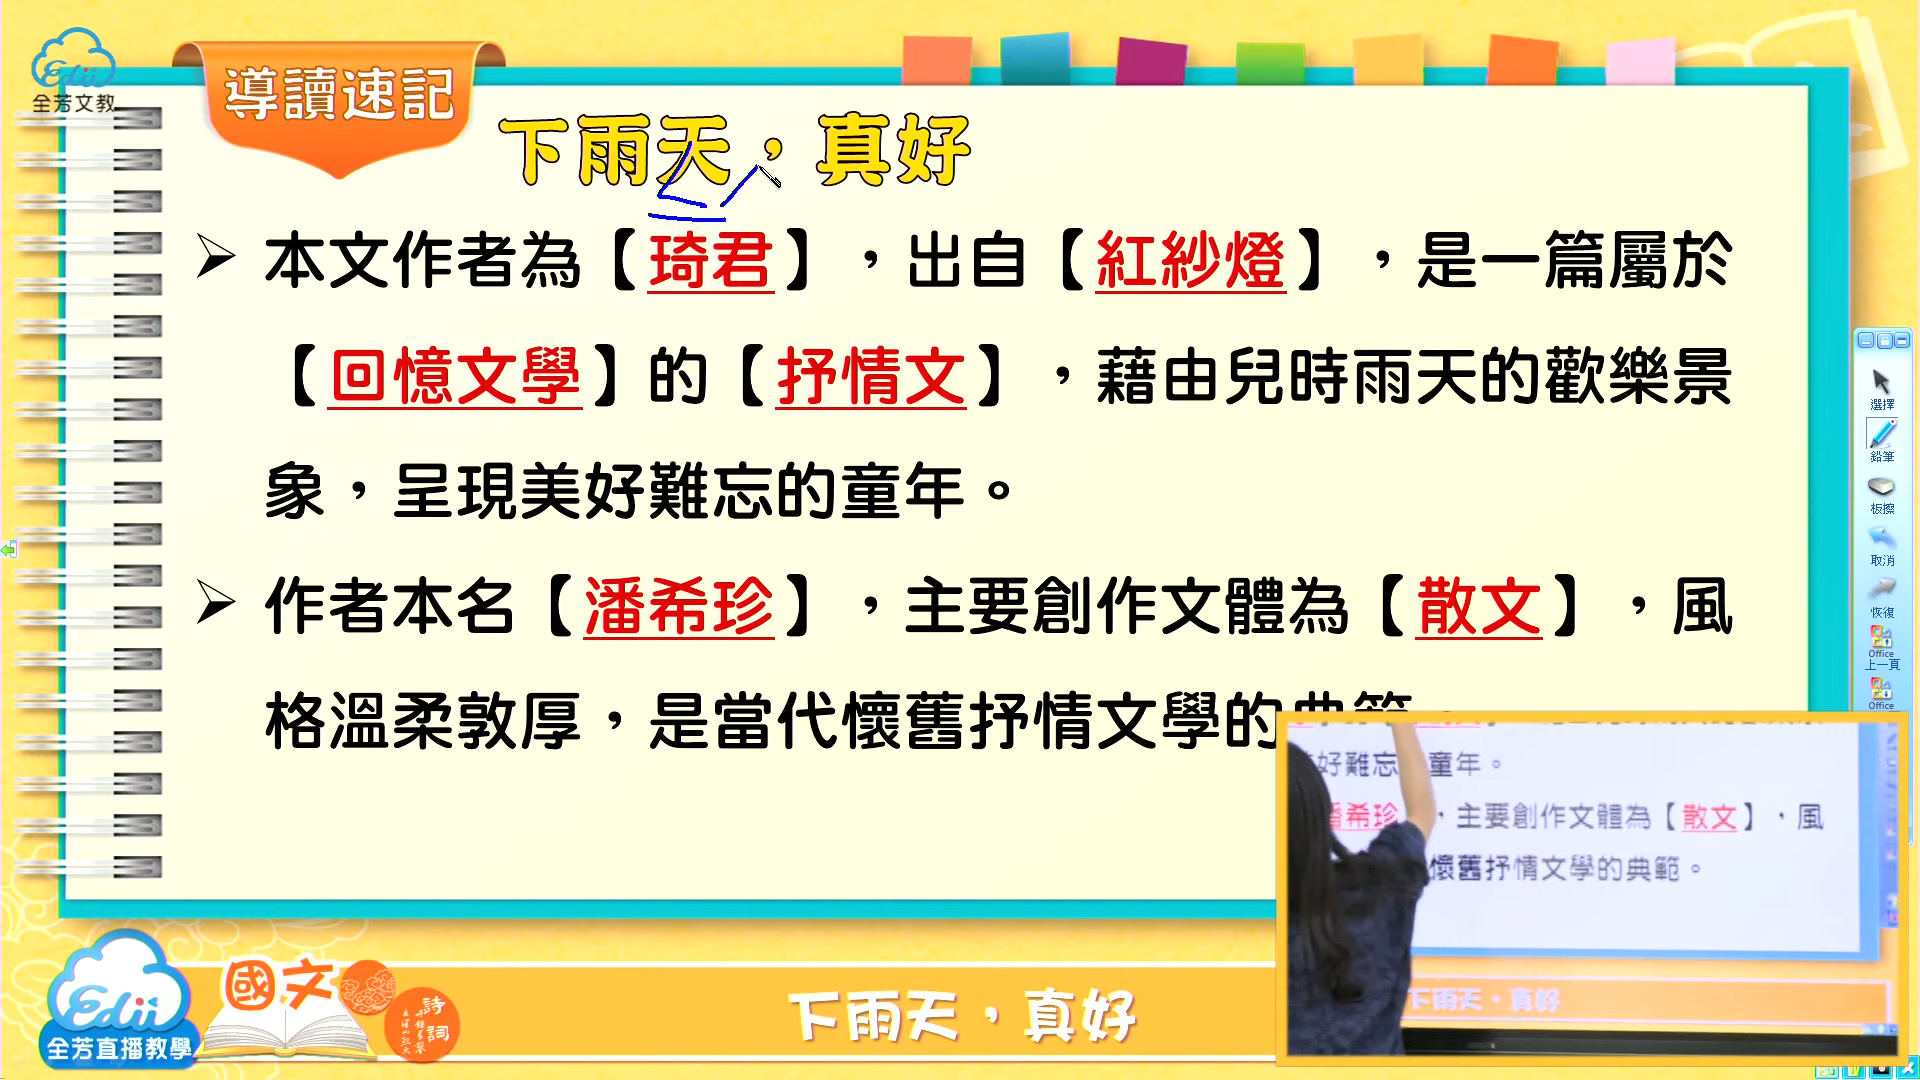 Edii
全芳文教
導讀速記
下雨天，真好
本文作者為【琦君】，出自【紅紗燈】，是一篇屬於
【回憶文學】的【抒情文】，藉由兒時雨天的歡樂景
象，呈現美好難忘的童年。
作者本名【潘希珍】，主要創作文體為【散文】，風
格溫柔敦厚，是當代懷舊抒情文學的典範。
選擇
鉛筆
板擦
取消
恢復
Office
上一頁
Office
好難忘 童年。
潘希珍 ，主要創作文體為【散文】，風
懷舊抒情文學的典範。
下雨天，真好
Edii
全芳直播教學
國文
詩詞
下雨天，真好